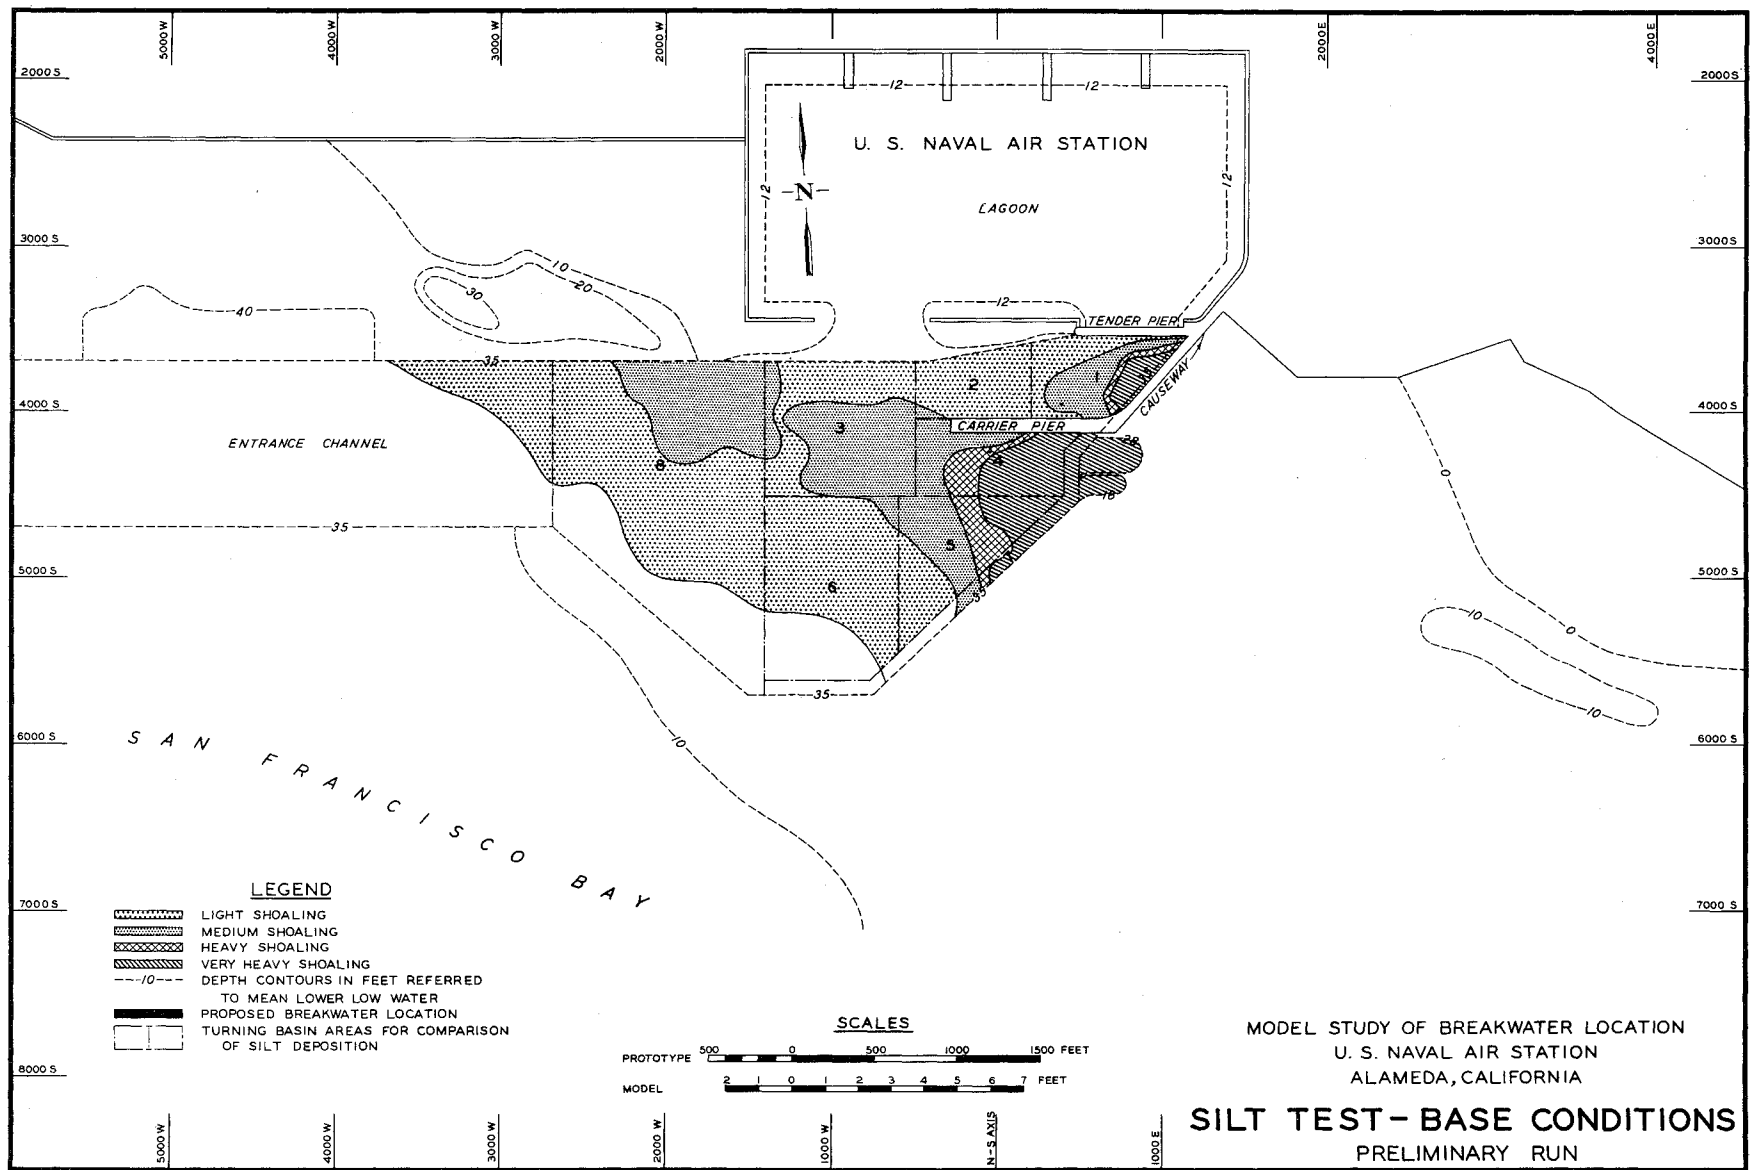 5000 W
4000 W
3000 W
2000 W
2000 E
4000 E
2000 S
2000 S
12
12
U. S. NAVAL AIR STATION
12
N
12
LAGOON
3000 S
3000 S
10
20
30
40
12
TENDER PIER
35
1
2
CAUSEWAY
4000 S
4000 S
3
CARRIER PIER
ENTRANCE CHANNEL
4
8
0
18
35
5
5000 S
5000 S
6
35
10
0
35
10
6000 S
6000 S
10
SAN FRANCISCO BAY
LEGEND
LIGHT SHOALING
MEDIUM SHOALING
HEAVY SHOALING
VERY HEAVY SHOALING
10 DEPTH CONTOURS IN FEET REFERRED
TO MEAN LOWER LOW WATER
PROPOSED BREAKWATER LOCATION
TURNING BASIN AREAS FOR COMPARISON
OF SILT DEPOSITION
7000 S
7000 S
SCALES
PROTOTYPE 500 0 500 1000 1500 FEET
MODEL 2 1 0 1 2 3 4 5 6 7 FEET
MODEL STUDY OF BREAKWATER LOCATION
U. S. NAVAL AIR STATION
ALAMEDA, CALIFORNIA
SILT TEST-BASE CONDITIONS
PRELIMINARY RUN
8000 S
5000 W
4000 W
3000 W
2000 W
1000 W
N-S AXIS
1000 E